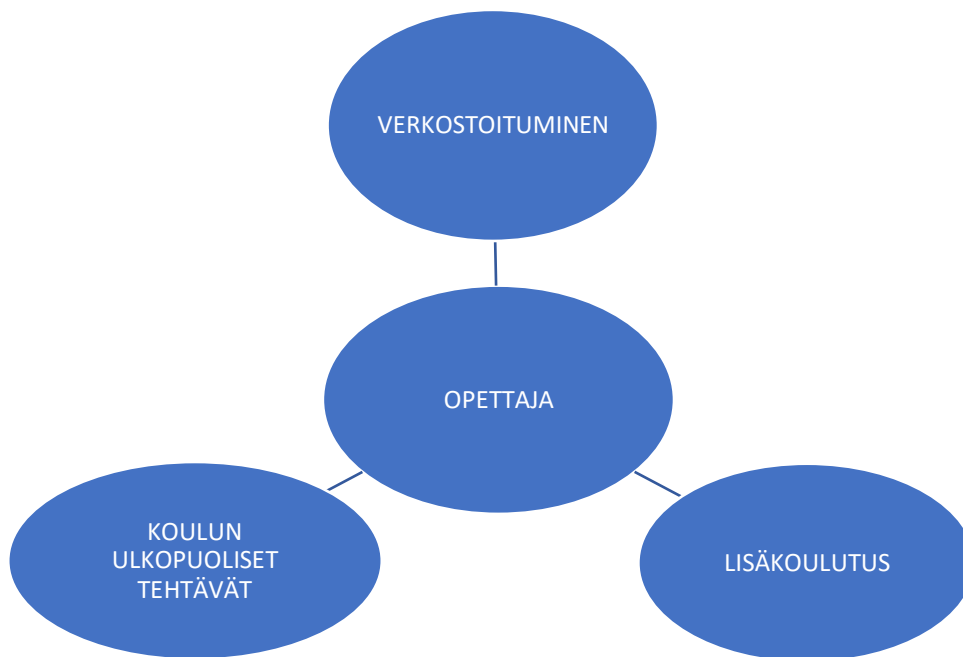 VERKOSTOITUMINEN
OPETTAJA
KOULUN
ULKOPUOLISET
TEHTÄVÄT
LISÄKOULUTUS